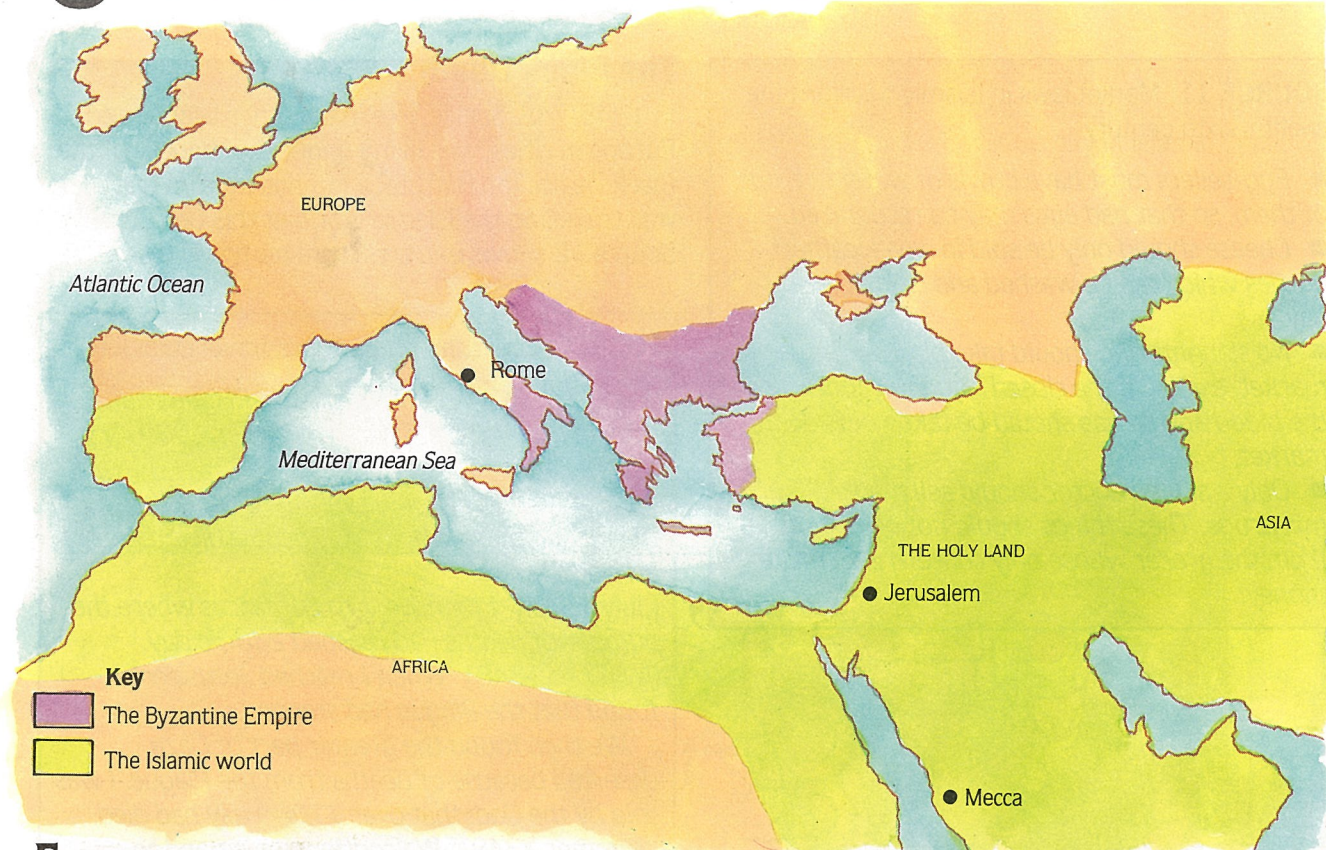 EUROPE
Atlantic Ocean
Rome
Mediterranean Sea
ASIA
THE HOLY LAND
Jerusalem
AFRICA
Key
The Byzantine Empire
The Islamic world
Mecca